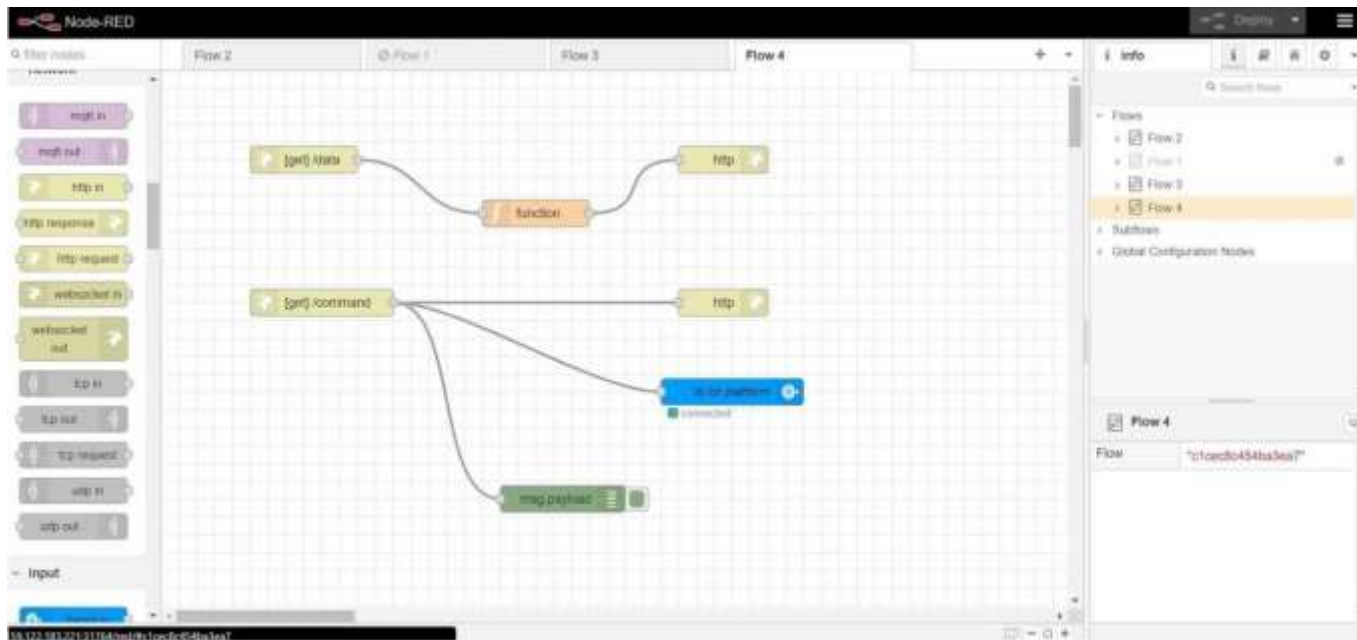 Node-RED
Deploy
filter nodes
Flow 2
Flow 1
Flow 3
Flow 4
info
i
network
mqtt in
mqtt out
http in
http response
http request
websocket in
websocket out
tcp in
tcp out
tcp request
udp in
udp out
Input
[get] /data
function
http
[get] /command
http
connected
msg.payload
Search flows
Flows
Flow 2
Flow 1
Flow 3
Flow 4
Subflows
Global Configuration Nodes
Flow 4
Flow
"c1cec8c454ba3ea7"